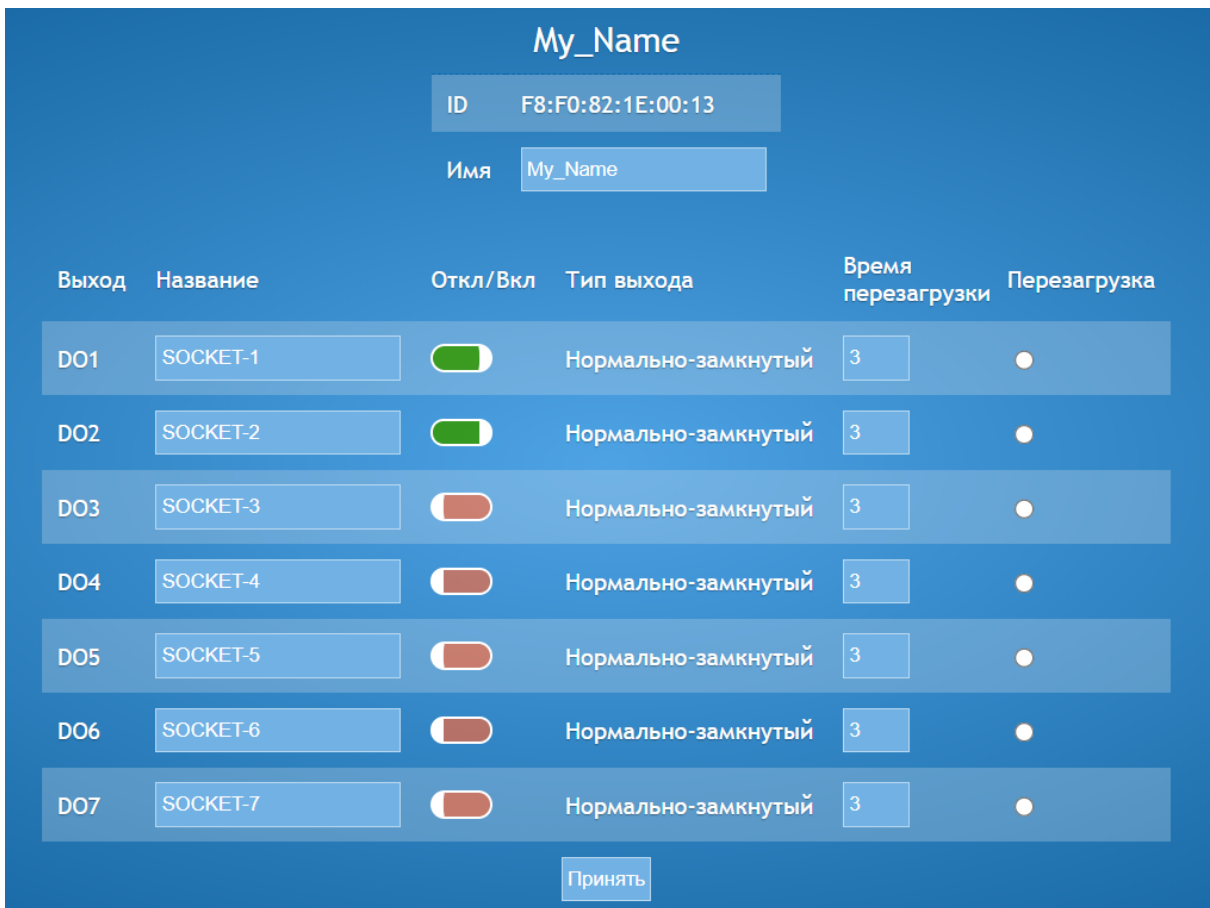 My_Name
ID F8:F0:82:1E:00:13
Имя My_Name
Выход Название Откл/Вкл Тип выхода Время перезагрузки Перезагрузка
DO1 SOCKET-1 Нормально-замкнутый 3
DO2 SOCKET-2 Нормально-замкнутый 3
DO3 SOCKET-3 Нормально-замкнутый 3
DO4 SOCKET-4 Нормально-замкнутый 3
DO5 SOCKET-5 Нормально-замкнутый 3
DO6 SOCKET-6 Нормально-замкнутый 3
DO7 SOCKET-7 Нормально-замкнутый 3
Принять